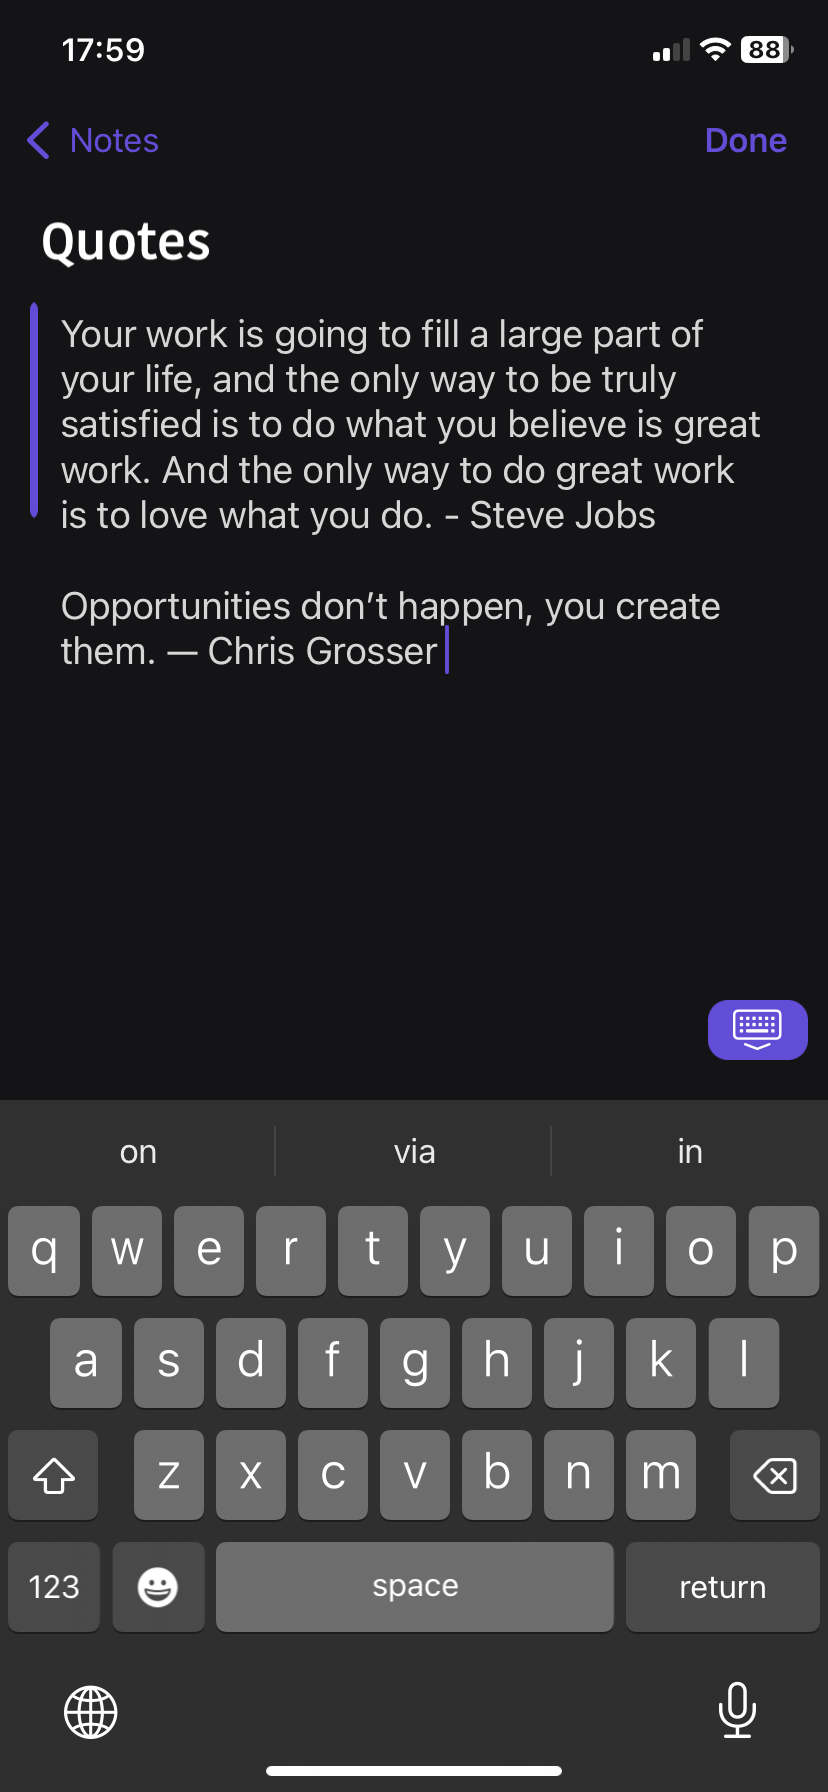 17:59
88
Notes
Done
Quotes
Your work is going to fill a large part of
your life, and the only way to be truly
satisfied is to do what you believe is great
work. And the only way to do great work
is to love what you do. - Steve Jobs
Opportunities don’t happen, you create
them. — Chris Grosser
on via in
q w e r t y u i o p
a s d f g h j k l
z x c v b n m
123 space return